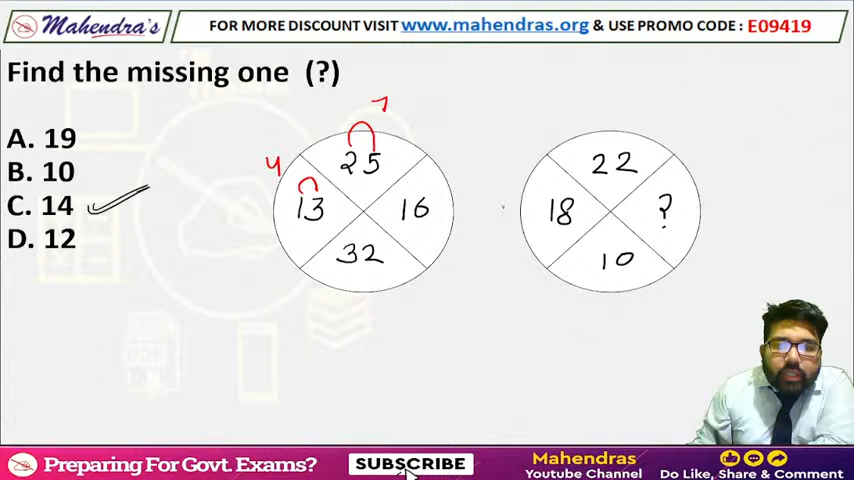 Mahendra's
FOR MORE DISCOUNT VISIT www.mahendras.org & USE PROMO CODE : E09419
Find the missing one (?)
A. 19
B. 10
C. 14
D. 12
7
4
25
13
16
32
22
18
?
10
Preparing For Govt. Exams?
SUBSCRIBE
Mahendras
Youtube Channel
Do Like, Share & Comment